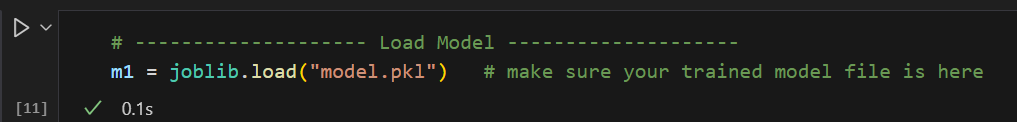 # -------------------- Load Model --------------------
m1 = joblib.load("model.pkl")   # make sure your trained model file is here
[11] ✓ 0.1s